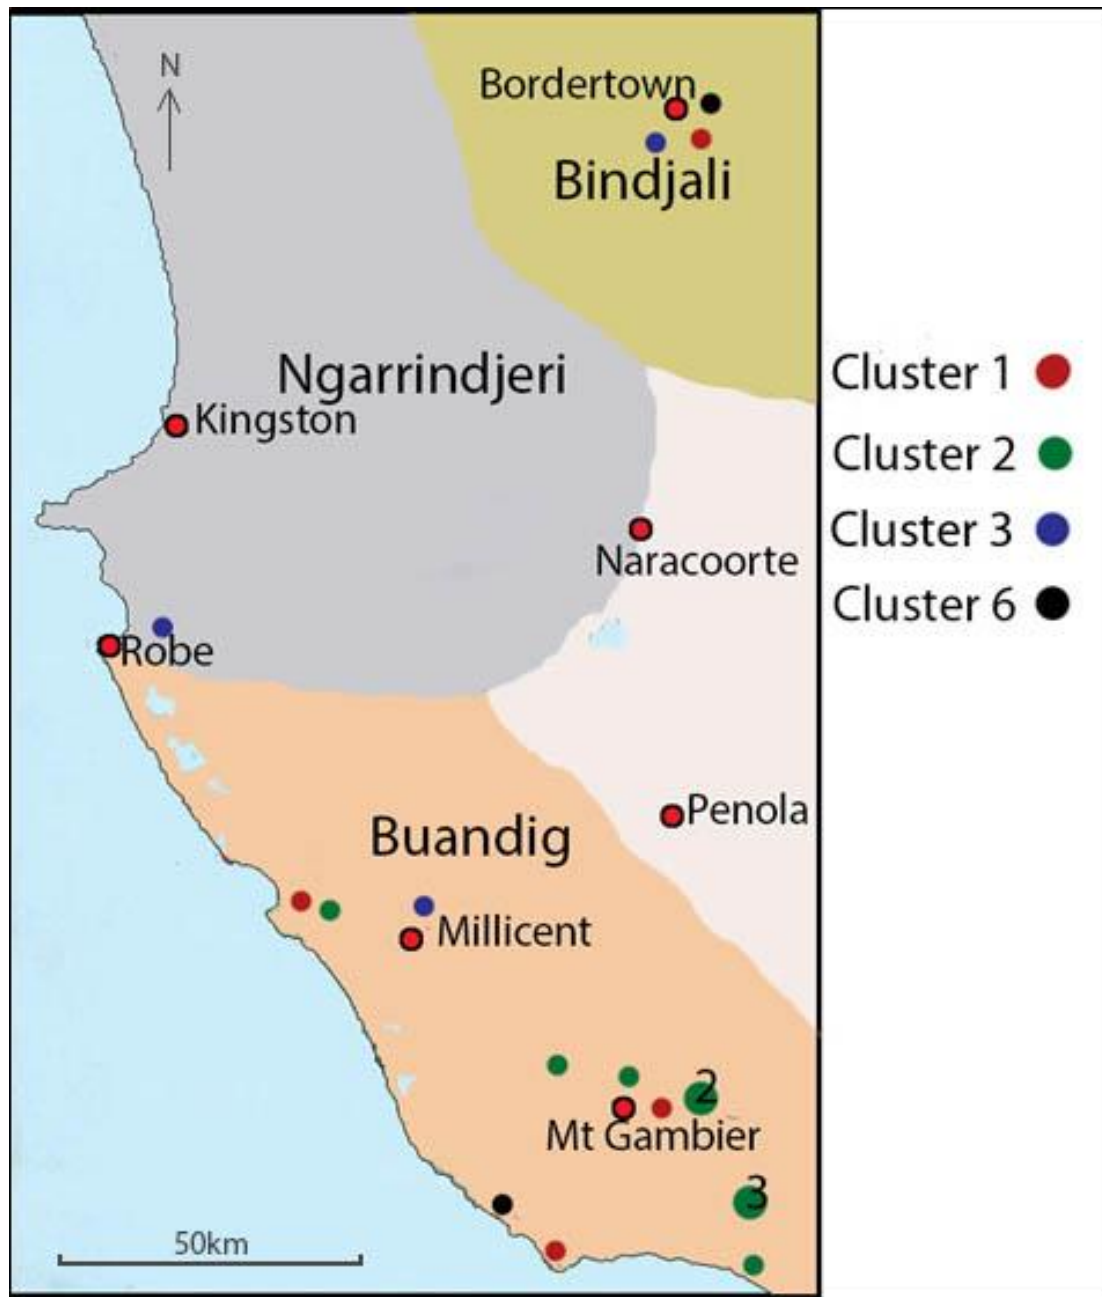 N
Bordertown
Bindjali
Ngarrindjeri
Kingston
Cluster 1
Cluster 2
Cluster 3
Cluster 6
Naracoorte
Robe
Penola
Buandig
Millicent
2
Mt Gambier
3
50km